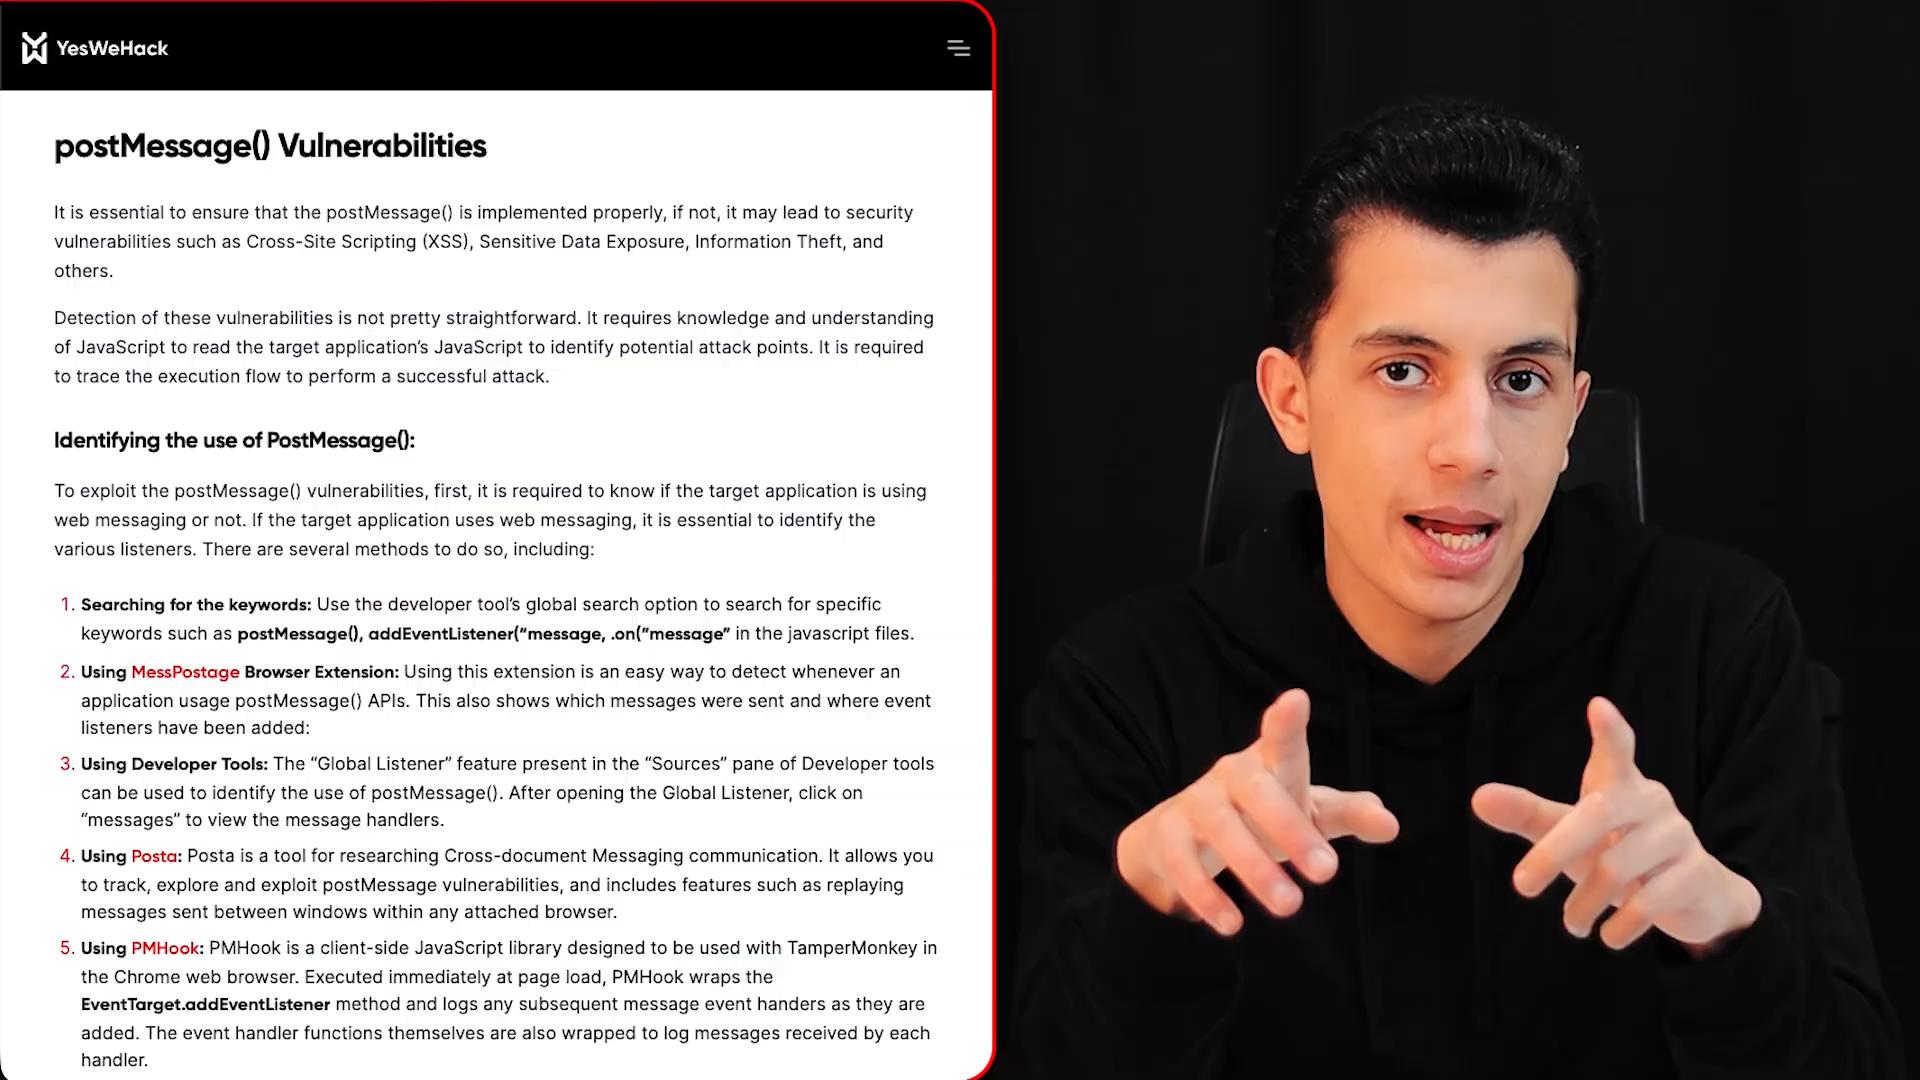 YesWeHack
postMessage() Vulnerabilities
It is essential to ensure that the postMessage() is implemented properly, if not, it may lead to security
vulnerabilities such as Cross-Site Scripting (XSS), Sensitive Data Exposure, Information Theft, and
others.
Detection of these vulnerabilities is not pretty straightforward. It requires knowledge and understanding
of JavaScript to read the target application’s JavaScript to identify potential attack points. It is required
to trace the execution flow to perform a successful attack.
Identifying the use of PostMessage():
To exploit the postMessage() vulnerabilities, first, it is required to know if the target application is using
web messaging or not. If the target application uses web messaging, it is essential to identify the
various listeners. There are several methods to do so, including:
1. Searching for the keywords: Use the developer tool’s global search option to search for specific
keywords such as postMessage(), addEventListener(“message, .on(“message” in the javascript files.
2. Using MessPostage Browser Extension: Using this extension is an easy way to detect whenever an
application usage postMessage() APIs. This also shows which messages were sent and where event
listeners have been added:
3. Using Developer Tools: The “Global Listener” feature present in the “Sources” pane of Developer tools
can be used to identify the use of postMessage(). After opening the Global Listener, click on
“messages” to view the message handlers.
4. Using Posta: Posta is a tool for researching Cross-document Messaging communication. It allows you
to track, explore and exploit postMessage vulnerabilities, and includes features such as replaying
messages sent between windows within any attached browser.
5. Using PMHook: PMHook is a client-side JavaScript library designed to be used with TamperMonkey in
the Chrome web browser. Executed immediately at page load, PMHook wraps the
EventTarget.addEventListener method and logs any subsequent message event handers as they are
added. The event handler functions themselves are also wrapped to log messages received by each
handler.